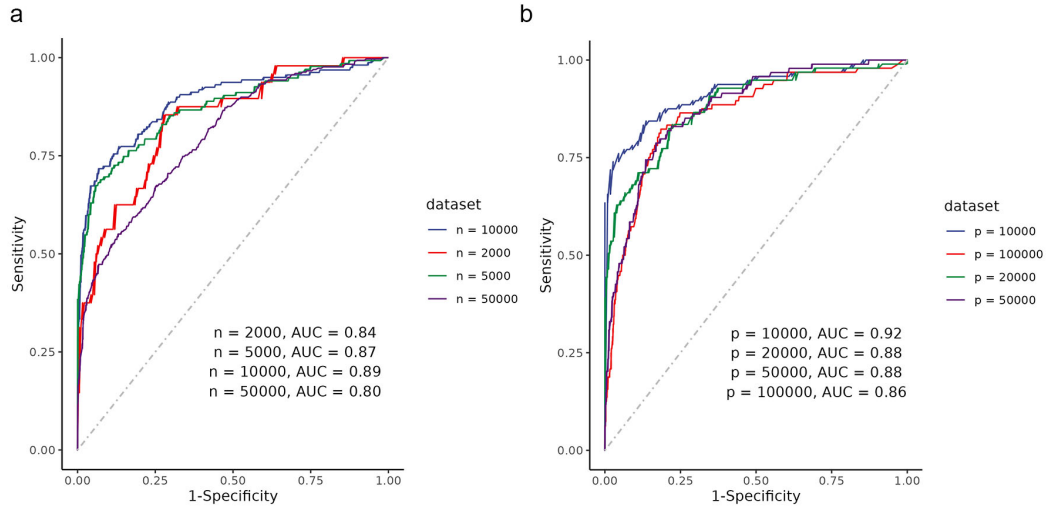 a
1.00
0.75
0.50
0.25
0.00
Sensitivity
0.00 0.25 0.50 0.75 1.00
1-Specificity
n = 2000, AUC = 0.84
n = 5000, AUC = 0.87
n = 10000, AUC = 0.89
n = 50000, AUC = 0.80
dataset
n = 10000
n = 2000
n = 5000
n = 50000
b
1.00
0.75
0.50
0.25
0.00
Sensitivity
0.00 0.25 0.50 0.75 1.00
1-Specificity
p = 10000, AUC = 0.92
p = 20000, AUC = 0.88
p = 50000, AUC = 0.88
p = 100000, AUC = 0.86
dataset
p = 10000
p = 100000
p = 20000
p = 50000